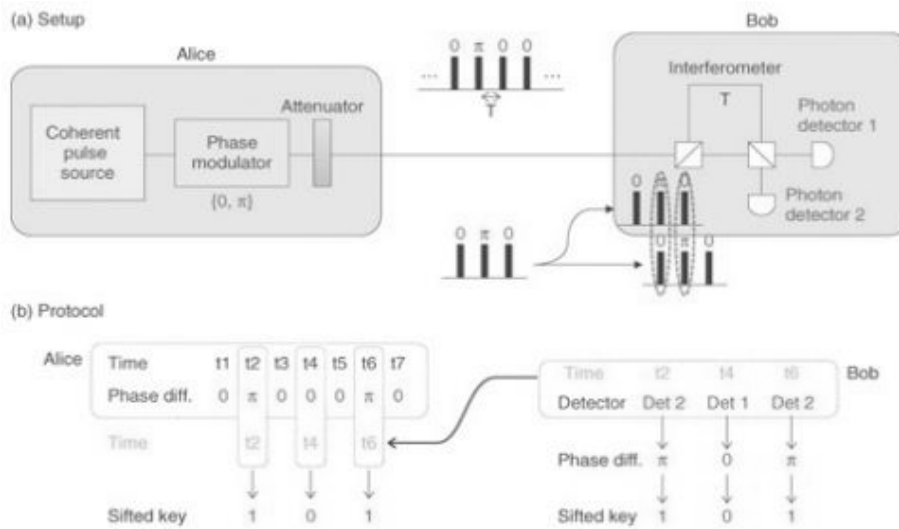 (a) Setup
Bob
Alice
0 π 0 0
... ...
T
Interferometer
T
Photon detector 1
Attenuator
Coherent pulse source
Phase modulator
{0, π}
Photon detector 2
0 π 0
0 π 0
0 π 0
(b) Protocol
Alice
Time t1 t2 t3 t4 t5 t6 t7
Phase diff. 0 π 0 0 0 π 0
Time t2 t4 t6
Sifted key 1 0 1
Bob
Time t2 t4 t6
Detector Det 2 Det 1 Det 2
Phase diff. π 0 π
Sifted key 1 0 1